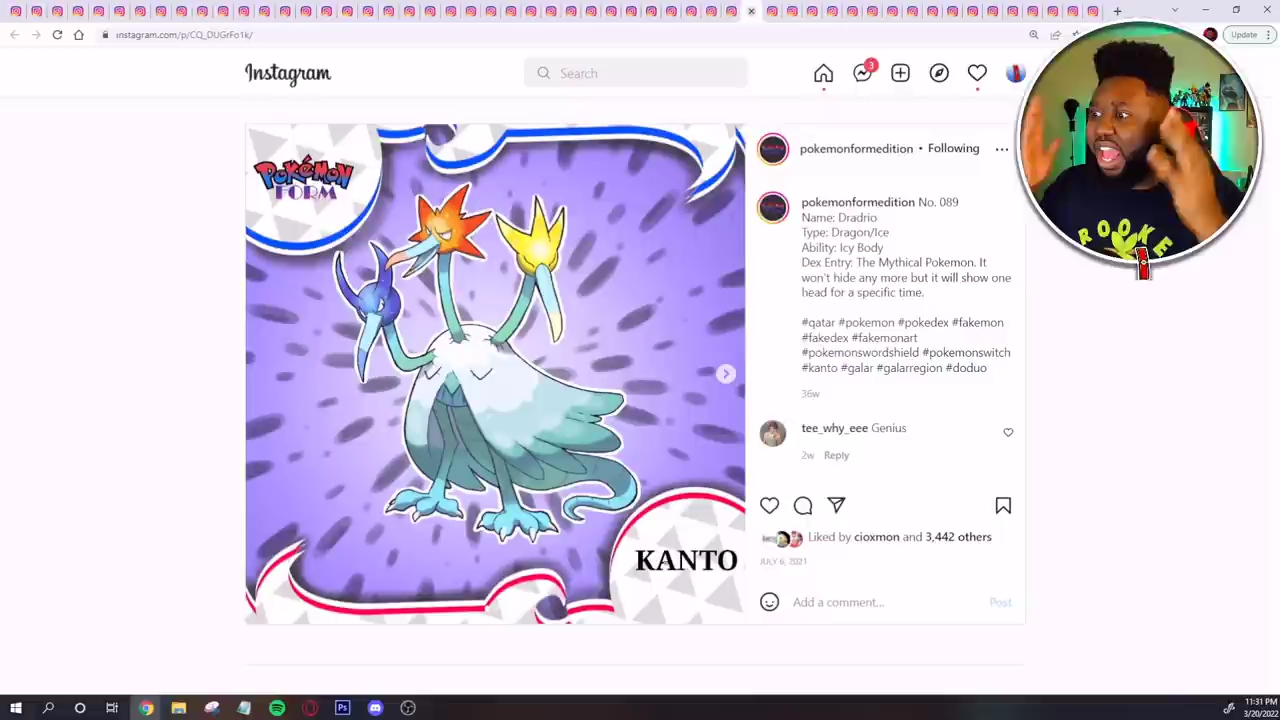 instagram.com/p/CQ_DUGrFo1k/
Update
Instagram
Search
3
POKéMON
FORM
KANTO
pokemonformedition • Following
pokemonformedition No. 089
Name: Dradrio
Type: Dragon/Ice
Ability: Icy Body
Dex Entry: The Mythical Pokemon. It
won't hide any more but it will show one
head for a specific time.
#qatar #pokemon #pokedex #fakemon
#fakedex #fakemonart
#pokemonswordshield #pokemonswitch
#kanto #galar #galarregion #doduo
36w
tee_why_eee Genius
2w Reply
Liked by cioxmon and 3,442 others
JULY 6, 2021
Add a comment...
Post
ROOKE
Ps
11:31 PM
3/20/2022